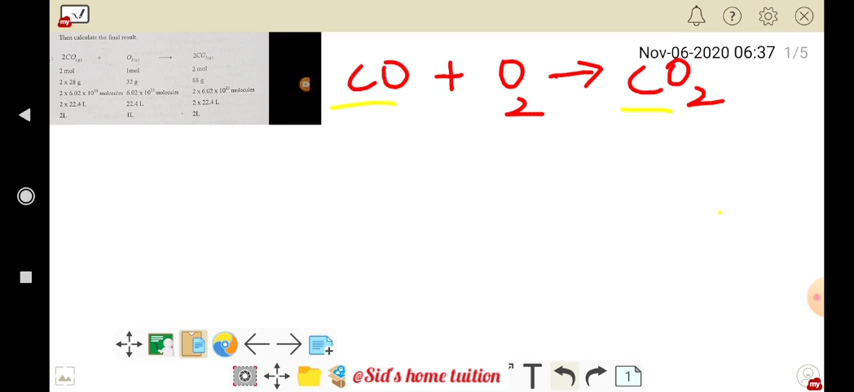 Nov-06-2020 06:37 1/5
my
Then calculate the final result.
2CO(g) + O2(g) → 2CO2(g)
2 mol 1mol 2 mol
2 x 28 g 32 g 88 g
2 x 6.02 x 10²³ molecules 6.02 x 10²³ molecules 2 x 6.02 x 10²³ molecules
2 x 22.4 L 22.4 L 2 x 22.4 L
2L 1L 2L
CO + O₂ → CO₂
@Sid's home tuition
T
1
my